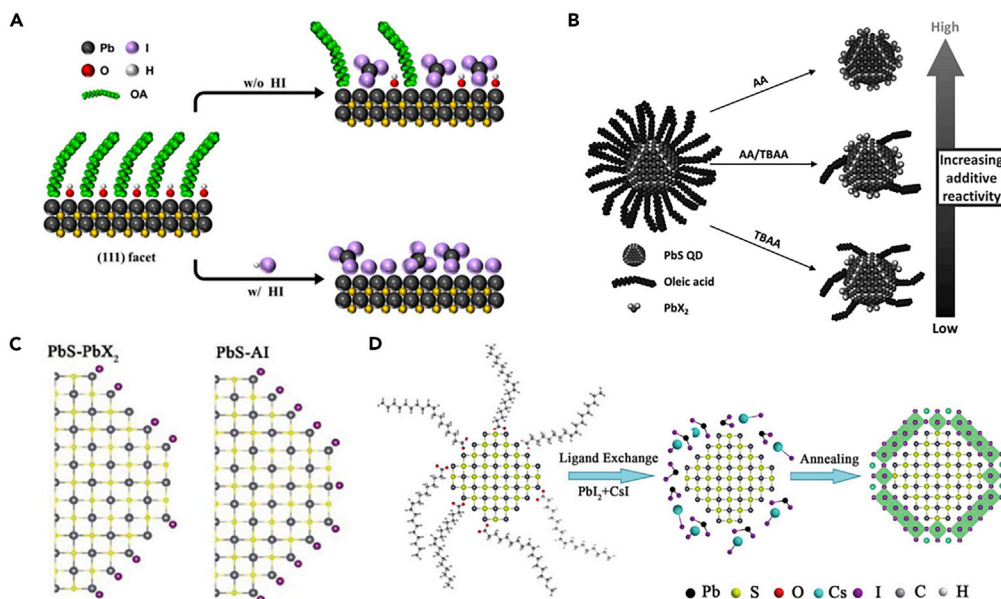 A
Pb
I
O
H
OA
w/o HI
(111) facet
w/ HI
B
AA
AA/TBAA
TBAA
PbS QD
Oleic acid
PbX₂
High
Increasing
additive
reactivity
Low
C
PbS-PbX₂
PbS-AI
D
Ligand Exchange
PbI₂+CsI
Annealing
Pb S O Cs I C H